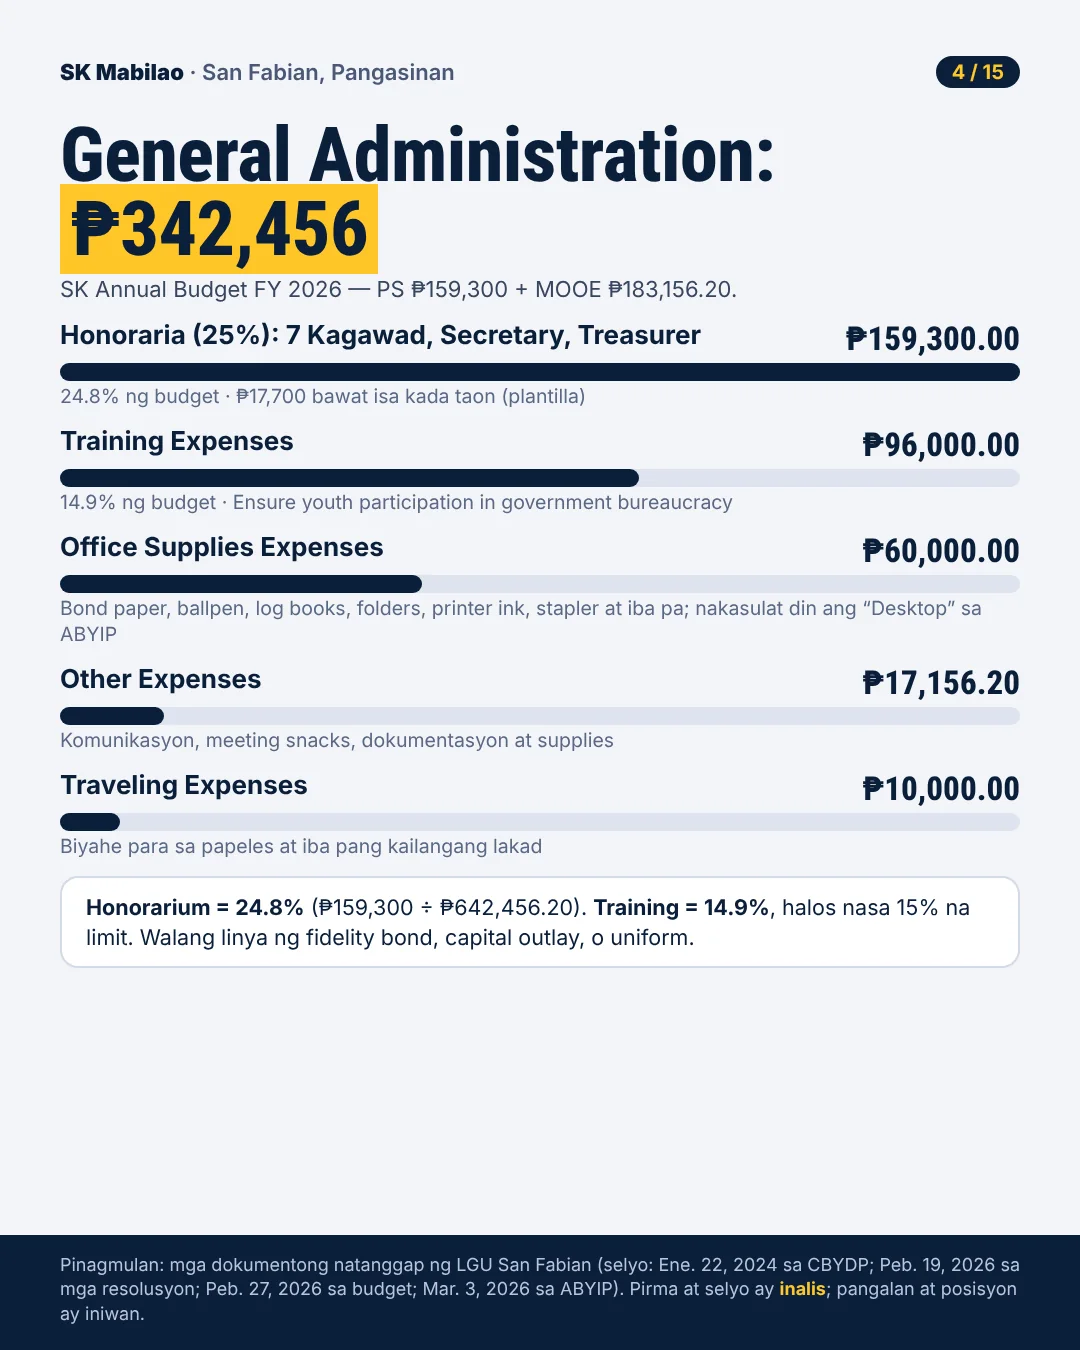 SK Mabilao · San Fabian, Pangasinan
4 / 15
General Administration:
₱342,456
SK Annual Budget FY 2026 — PS ₱159,300 + MOOE ₱183,156.20.
Honoraria (25%): 7 Kagawad, Secretary, Treasurer
₱159,300.00
24.8% ng budget · ₱17,700 bawat isa kada taon (plantilla)
Training Expenses
₱96,000.00
14.9% ng budget · Ensure youth participation in government bureaucracy
Office Supplies Expenses
₱60,000.00
Bond paper, ballpen, log books, folders, printer ink, stapler at iba pa; nakasulat din ang “Desktop” sa
ABYIP
Other Expenses
₱17,156.20
Komunikasyon, meeting snacks, dokumentasyon at supplies
Traveling Expenses
₱10,000.00
Biyahe para sa papeles at iba pang kailangang lakad
Honorarium = 24.8% (₱159,300 ÷ ₱642,456.20). Training = 14.9%, halos nasa 15% na
limit. Walang linya ng fidelity bond, capital outlay, o uniform.
Pinagmulan: mga dokumentong natanggap ng LGU San Fabian (selyo: Ene. 22, 2024 sa CBYDP; Peb. 19, 2026 sa
mga resolusyon; Peb. 27, 2026 sa budget; Mar. 3, 2026 sa ABYIP). Pirma at selyo ay inalis; pangalan at posisyon
ay iniwan.